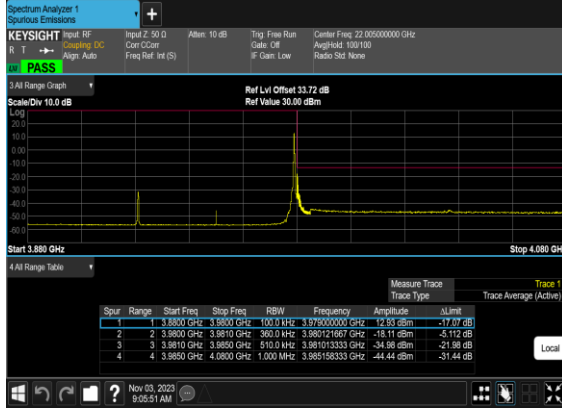 Spectrum Analyzer 1
Spurious Emissions
+
KEYSIGHT Input: RF Input Z: 50 Ω Atten: 10 dB Trig: Free Run Center Freq: 22.005000000 GHz
R T Coupling: DC Corr CCorr Gate: Off Avg|Hold: 100/100
Align: Auto Freq Ref: Int (S) IF Gain: Low Radio Std: None
PASS
3 All Range Graph
Ref Lvl Offset 33.72 dB
Scale/Div 10.0 dB Ref Value 30.00 dBm
Log
20.0
10.0
0.00
-10.0
-20.0
-30.0
-40.0
-50.0
-60.0
Start 3.880 GHz Stop 4.080 GHz
4 All Range Table
Measure Trace Trace 1
Trace Type Trace Average (Active)
Spur Range Start Freq Stop Freq RBW Frequency Amplitude ΔLimit
1 1 3.8800 GHz 3.9800 GHz 100.0 kHz 3.979000000 GHz 12.93 dBm -17.07 dB
2 2 3.9800 GHz 3.9810 GHz 360.0 kHz 3.980121667 GHz -18.11 dBm -5.112 dB
3 3 3.9810 GHz 3.9850 GHz 510.0 kHz 3.981013333 GHz -34.98 dBm -21.98 dB
4 4 3.9850 GHz 4.0800 GHz 1.000 MHz 3.985158333 GHz -44.44 dBm -31.44 dB
Local
? Nov 03, 2023
9:05:51 AM